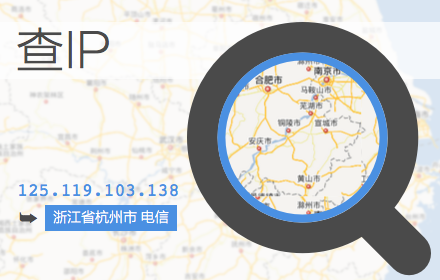 查IP
滁州市
南京市
合肥市
马鞍山市
芜湖市
铜陵市
宣城市
安庆市
黄山市
125.119.103.138
➥ 浙江省杭州市 电信